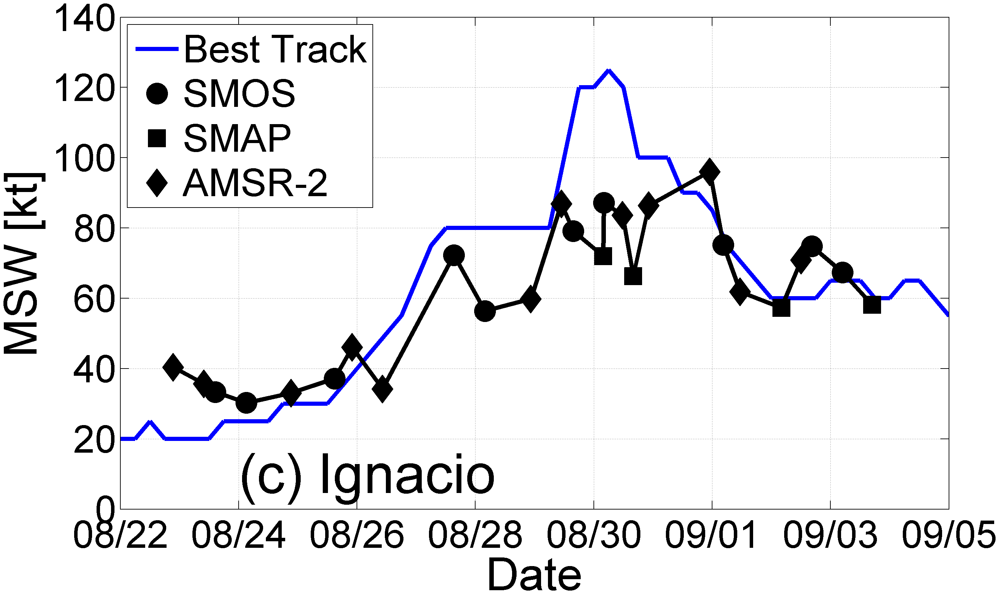 140
120
100
80
60
40
20
0
MSW [kt]
Best Track
SMOS
SMAP
AMSR-2
(c) Ignacio
08/22 08/24 08/26 08/28 08/30 09/01 09/03 09/05
Date